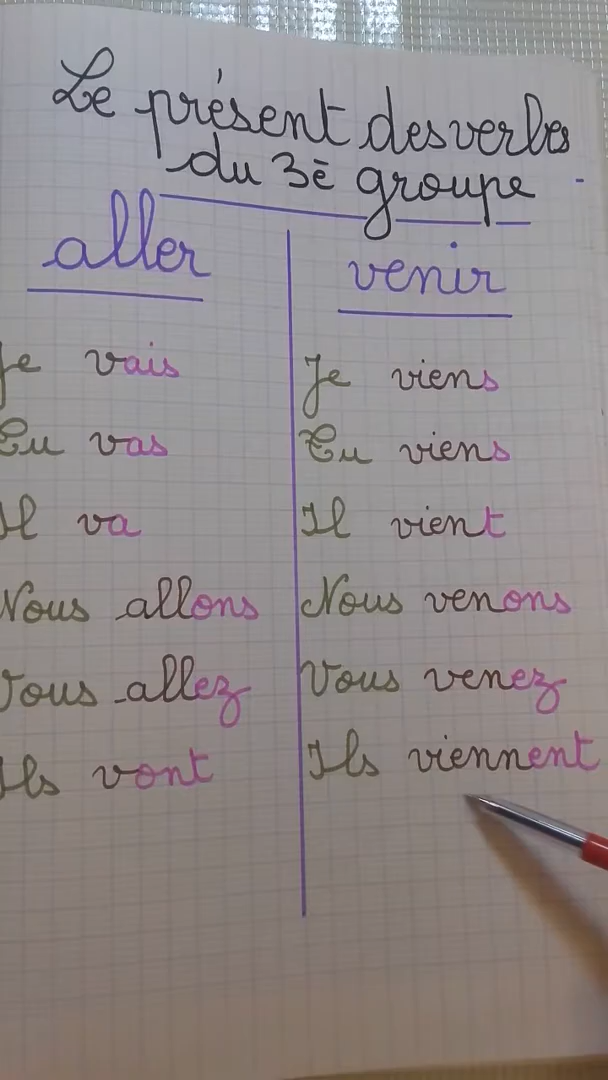 Le présent des verbes
du 3è groupe
aller
Je vais
Tu vas
Il va
Nous allons
Vous allez
Ils vont
venir
Je viens
Tu viens
Il vient
Nous venons
Vous venez
Ils viennent